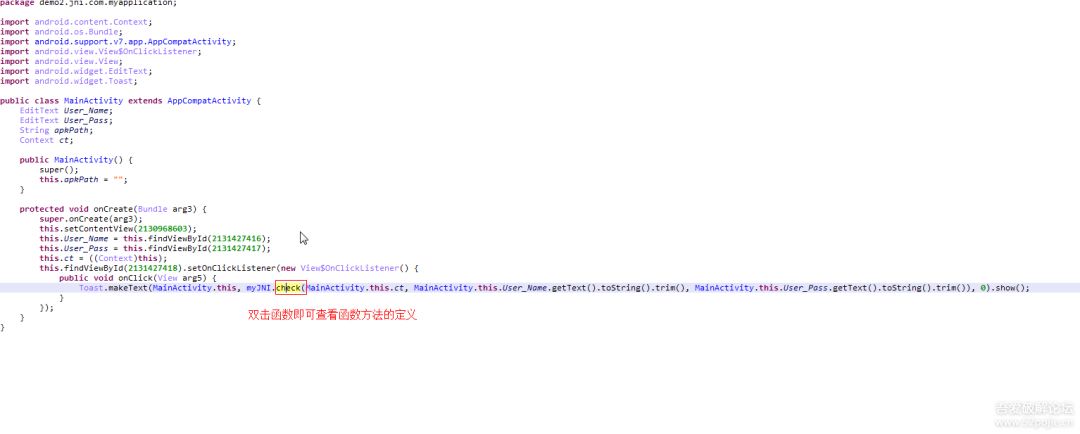 package demo2.jni.com.myapplication;
import android.content.Context;
import android.os.Bundle;
import android.support.v7.app.AppCompatActivity;
import android.view.View$OnClickListener;
import android.view.View;
import android.widget.EditText;
import android.widget.Toast;
public class MainActivity extends AppCompatActivity {
    EditText User_Name;
    EditText User_Pass;
    String apkPath;
    Context ct;
    public MainActivity() {
        super();
        this.apkPath = "";
    }
    protected void onCreate(Bundle arg3) {
        super.onCreate(arg3);
        this.setContentView(2130968603);
        this.User_Name = this.findViewById(2131427416);
        this.User_Pass = this.findViewById(2131427417);
        this.ct = ((Context)this);
        this.findViewById(2131427418).setOnClickListener(new View$OnClickListener() {
            public void onClick(View arg5) {
                Toast.makeText(MainActivity.this, myJNI.check(MainActivity.this.ct, MainActivity.this.User_Name.getText().toString().trim(), MainActivity.this.User_Pass.getText().toString().trim()), 0).show();
            }
        });
    }
}
双击函数即可查看函数方法的定义
吾爱破解论坛
www.52pojie.cn